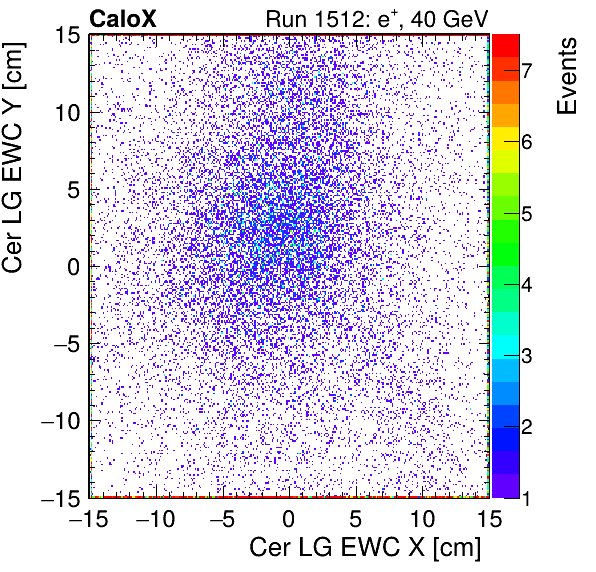 CaloX Run 1512: e+, 40 GeV
Cer LG EWC Y [cm]
15
10
5
0
−5
−10
−15
−15 −10 −5 0 5 10 15
Cer LG EWC X [cm]
Events
7
6
5
4
3
2
1